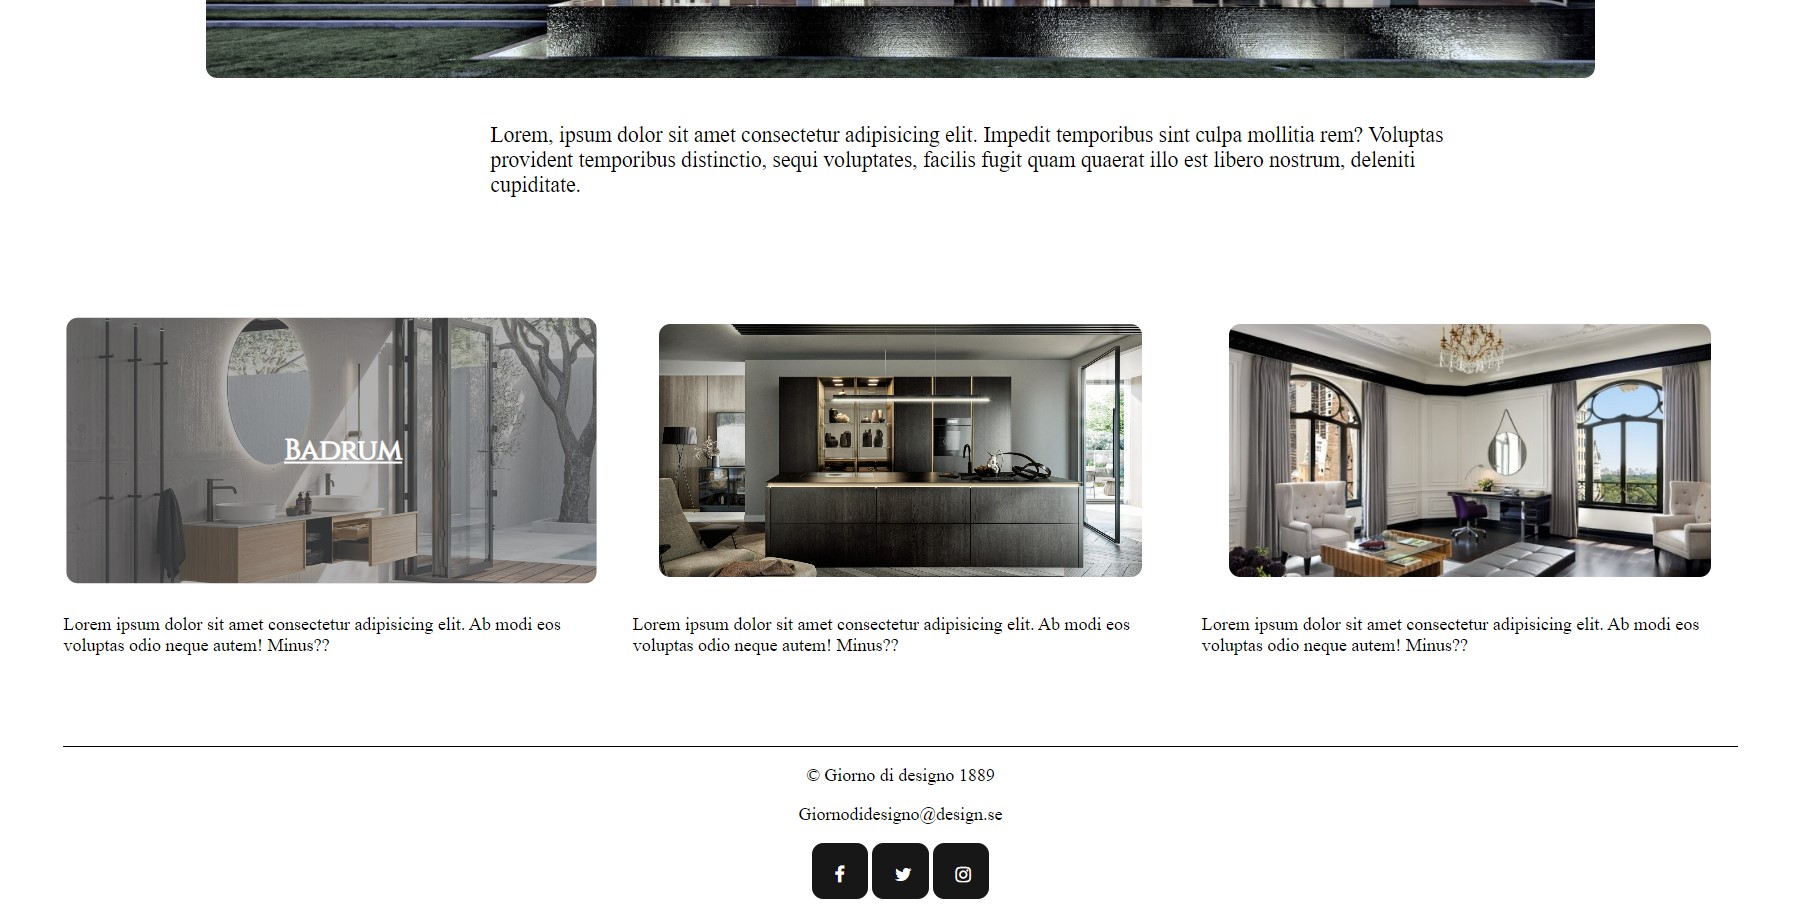 Lorem, ipsum dolor sit amet consectetur adipisicing elit. Impedit temporibus sint culpa mollitia rem? Voluptas
provident temporibus distinctio, sequi voluptates, facilis fugit quam quaerat illo est libero nostrum, deleniti
cupiditate.
Badrum
Lorem ipsum dolor sit amet consectetur adipisicing elit. Ab modi eos
voluptas odio neque autem! Minus??
Lorem ipsum dolor sit amet consectetur adipisicing elit. Ab modi eos
voluptas odio neque autem! Minus??
Lorem ipsum dolor sit amet consectetur adipisicing elit. Ab modi eos
voluptas odio neque autem! Minus??
© Giorno di designo 1889
Giornodidesigno@design.se